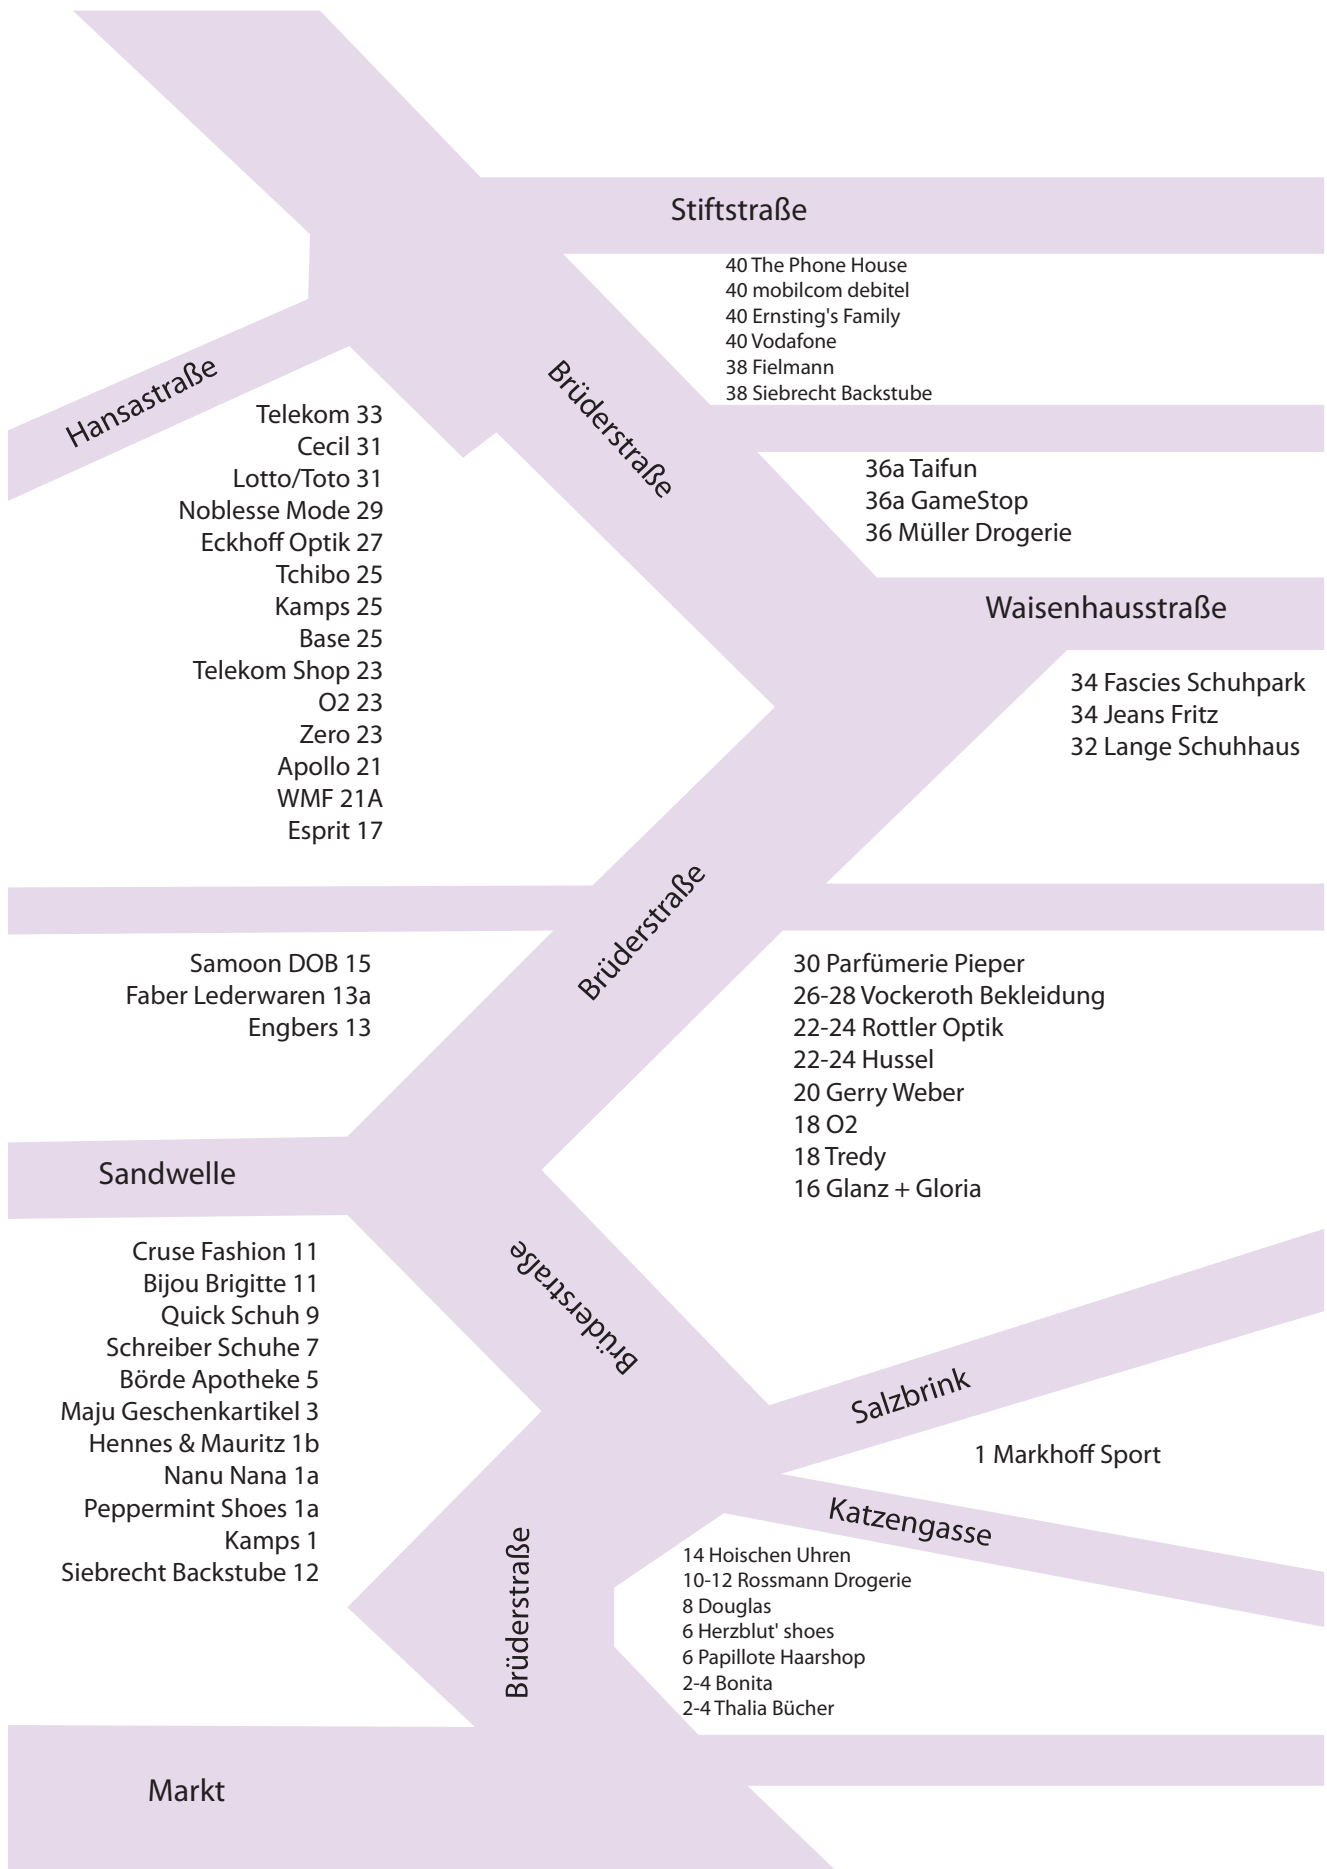 Stiftstraße
40 The Phone House
40 mobilcom debitel
40 Ernsting's Family
40 Vodafone
38 Fielmann
38 Siebrecht Backstube
Hansastraße
Brüderstraße
Telekom 33
Cecil 31
Lotto/Toto 31
Noblesse Mode 29
Eckhoff Optik 27
Tchibo 25
Kamps 25
Base 25
Telekom Shop 23
O2 23
Zero 23
Apollo 21
WMF 21A
Esprit 17
36a Taifun
36a GameStop
36 Müller Drogerie
Waisenhausstraße
34 Fascies Schuhpark
34 Jeans Fritz
32 Lange Schuhhaus
Brüderstraße
Samoon DOB 15
Faber Lederwaren 13a
Engbers 13
30 Parfümerie Pieper
26-28 Vockeroth Bekleidung
22-24 Rottler Optik
22-24 Hussel
20 Gerry Weber
18 O2
18 Tredy
16 Glanz + Gloria
Sandwelle
Brüderstraße
Cruse Fashion 11
Bijou Brigitte 11
Quick Schuh 9
Schreiber Schuhe 7
Börde Apotheke 5
Maju Geschenkartikel 3
Hennes & Mauritz 1b
Nanu Nana 1a
Peppermint Shoes 1a
Kamps 1
Siebrecht Backstube 12
Salzbrink
1 Markhoff Sport
Katzengasse
Brüderstraße
14 Hoischen Uhren
10-12 Rossmann Drogerie
8 Douglas
6 Herzblut' shoes
6 Papillote Haarshop
2-4 Bonita
2-4 Thalia Bücher
Markt